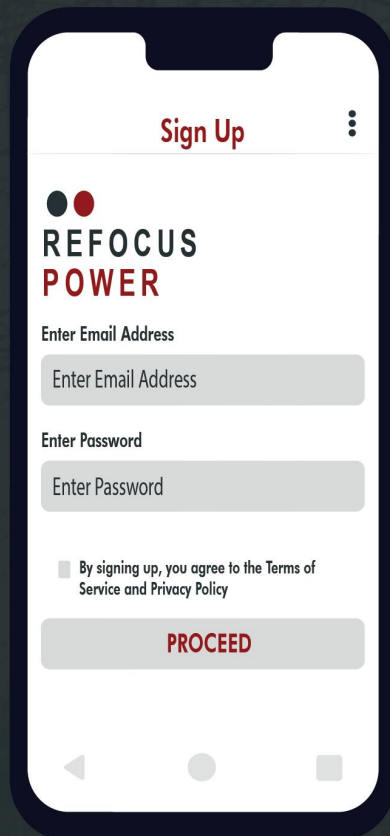 Sign Up
REFOCUS
POWER
Enter Email Address
Enter Email Address
Enter Password
Enter Password
By signing up, you agree to the Terms of
Service and Privacy Policy
PROCEED